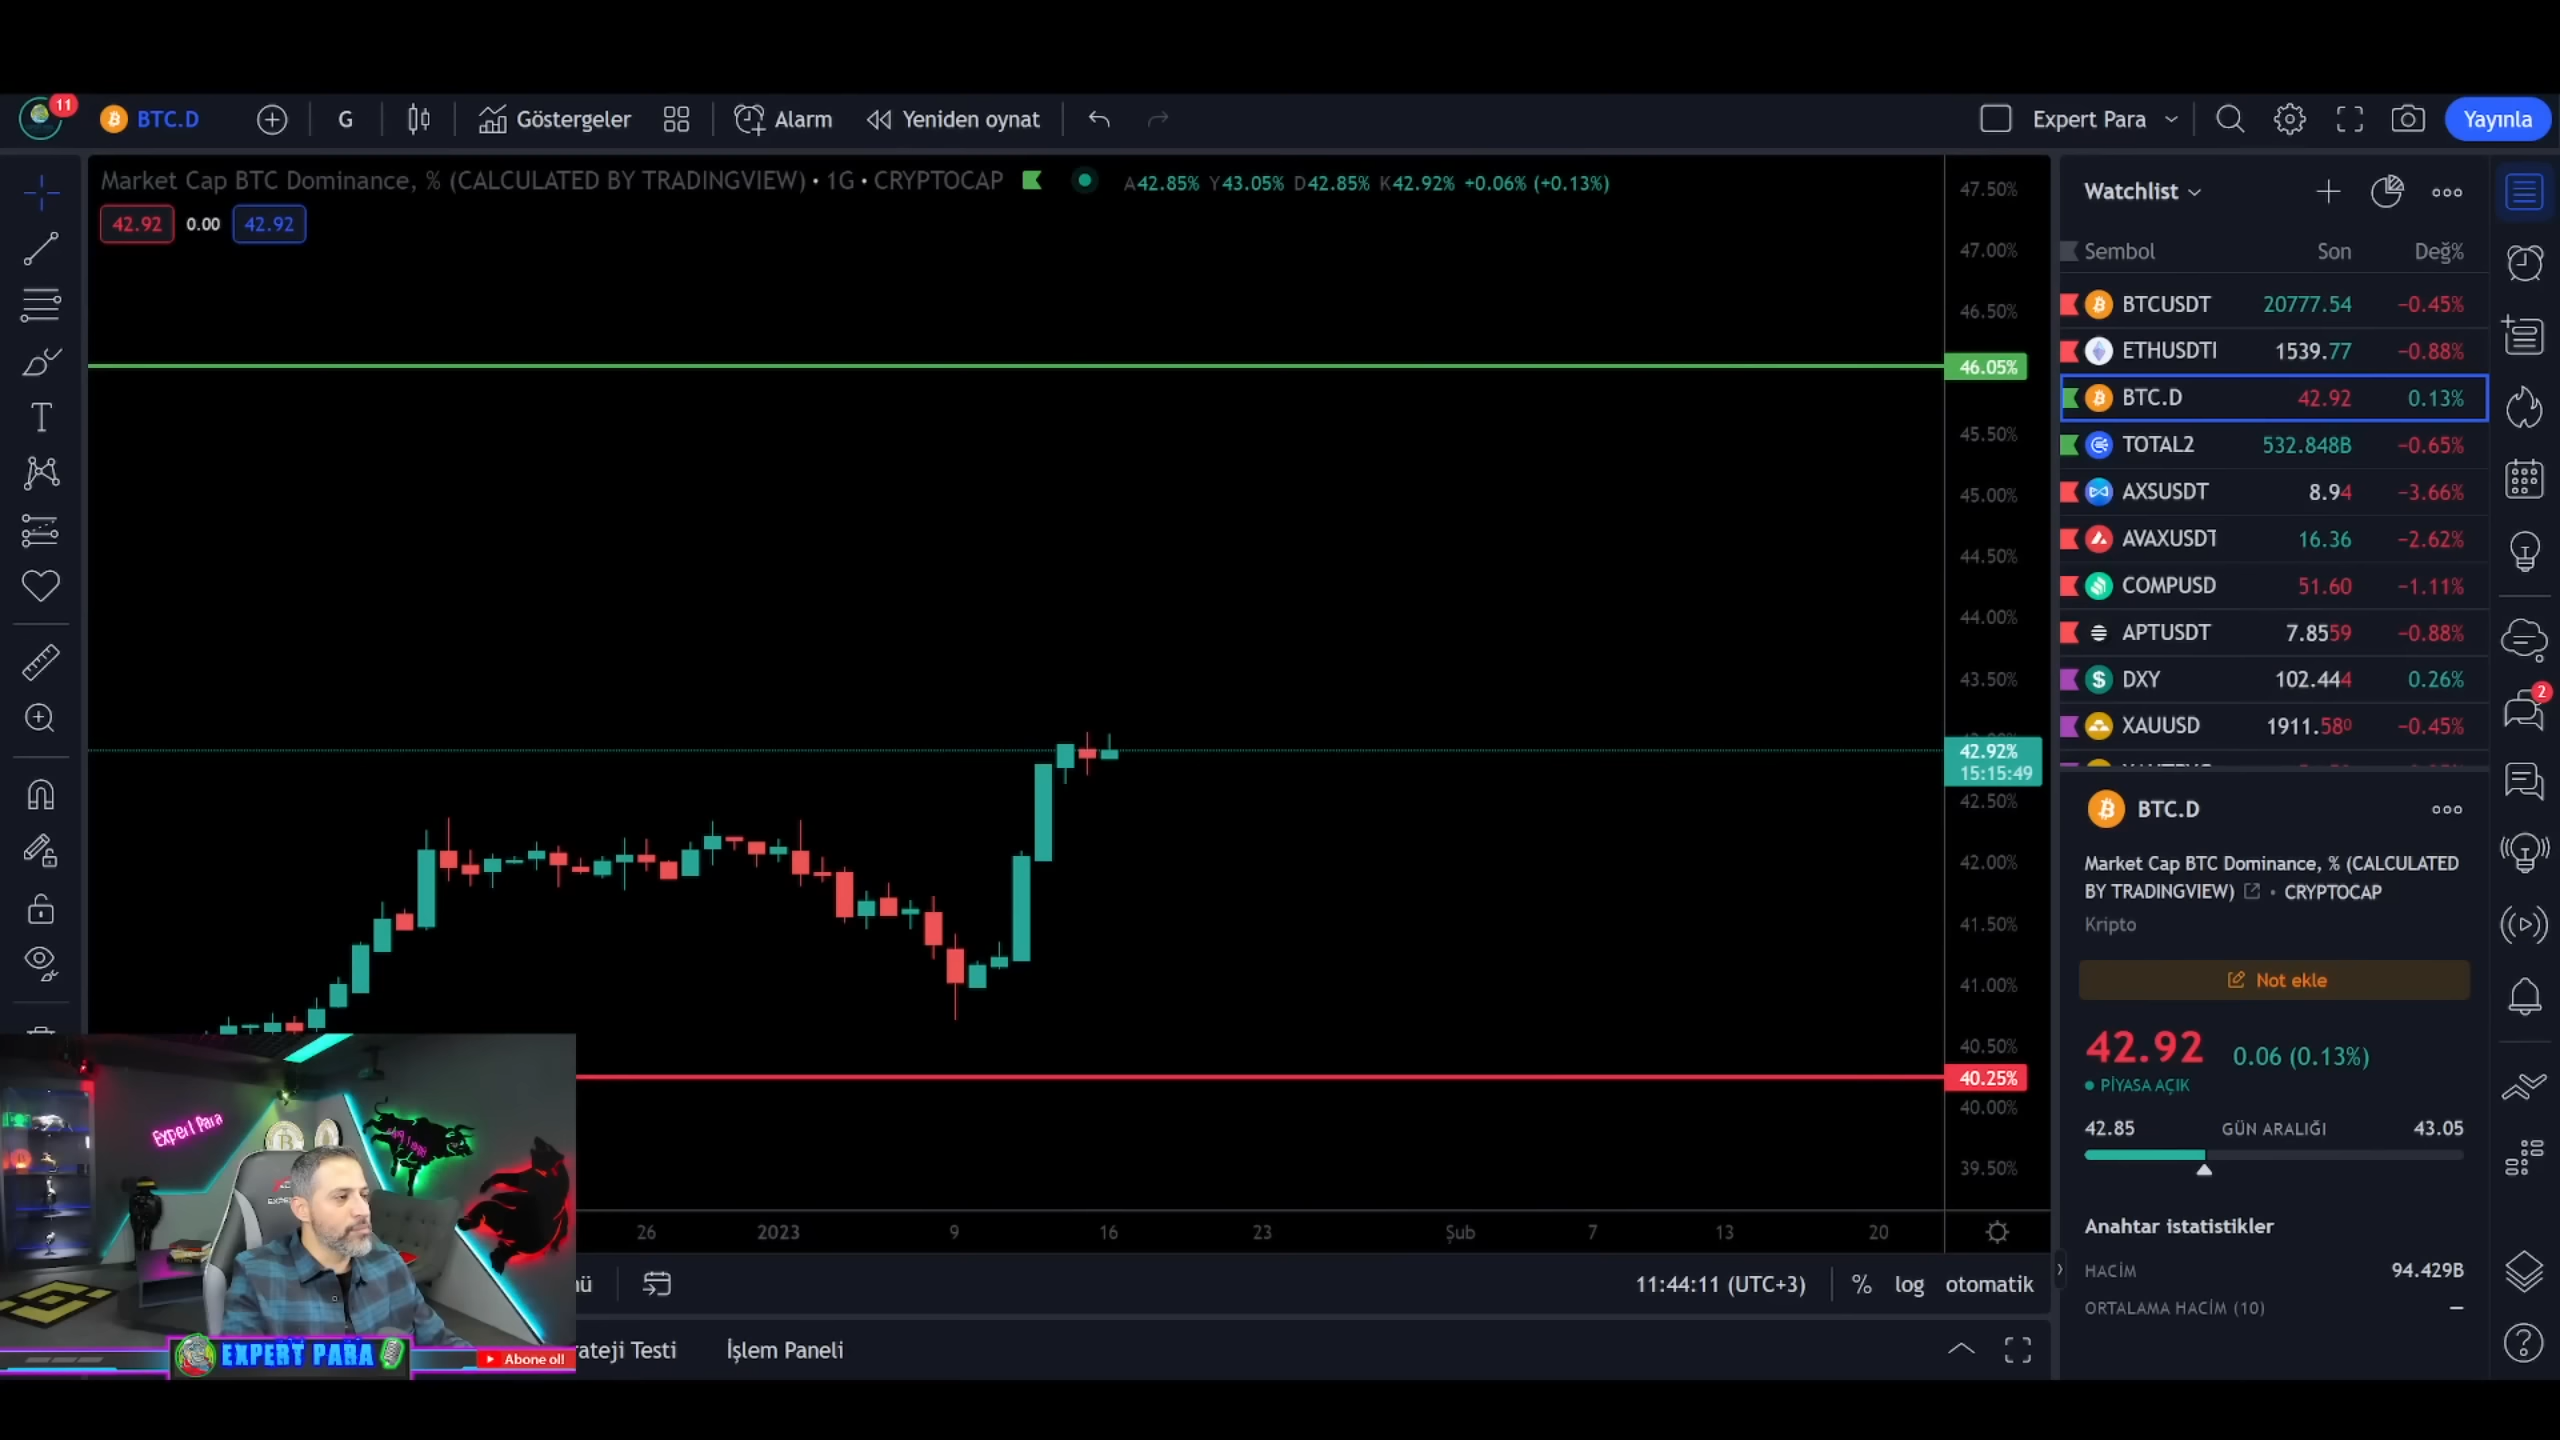 11
BTC.D
G
Göstergeler
Alarm
Yeniden oynat
Expert Para
Yayınla
Market Cap BTC Dominance, % (CALCULATED BY TRADINGVIEW) • 1G • CRYPTOCAP
A42.85% Y43.05% D42.85% K42.92% +0.06% (+0.13%)
42.92 0.00 42.92
47.50%
47.00%
46.50%
46.05%
45.50%
45.00%
44.50%
44.00%
43.50%
42.92%
15:15:49
42.50%
42.00%
41.50%
41.00%
40.50%
40.25%
40.00%
39.50%
26 2023 9 16 23 Şub 7 13 20
11:44:11 (UTC+3) % log otomatik
ateji Testi İşlem Paneli
Watchlist
Sembol Son Değ%
BTCUSDT 20777.54 −0.45%
ETHUSDT 1539.77 −0.88%
BTC.D 42.92 0.13%
TOTAL2 532.848B −0.65%
AXSUSDT 8.94 −3.66%
AVAXUSDT 16.36 −2.62%
COMPUSD 51.60 −1.11%
APTUSDT 7.8559 −0.88%
DXY 102.444 0.26%
XAUUSD 1911.580 −0.45%
BTC.D
Market Cap BTC Dominance, % (CALCULATED
BY TRADINGVIEW) • CRYPTOCAP
Kripto
Not ekle
42.92 0.06 (0.13%)
PİYASA AÇIK
42.85 GÜN ARALIĞI 43.05
Anahtar istatistikler
HACİM 94.429B
ORTALAMA HACİM (10) —
2
Expert Para
EXPERT PARA
Abone ol!